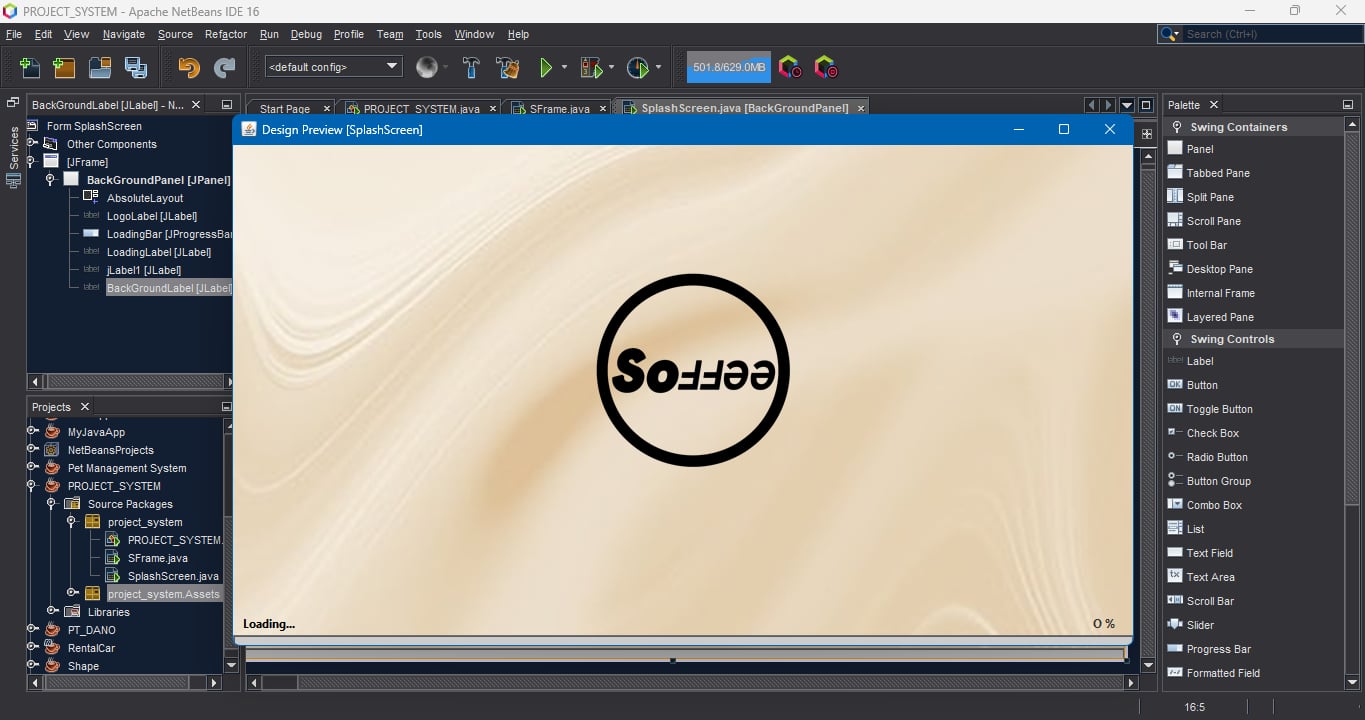 PROJECT_SYSTEM - Apache NetBeans IDE 16
File Edit View Navigate Source Refactor Run Debug Profile Team Tools Window Help
Search (Ctrl+I)
<default config>
501.8/629.0MB
BackGroundLabel [JLabel] - N...
Start Page
PROJECT_SYSTEM.java
SFrame.java
SplashScreen.java [BackGroundPanel]
Services
Form SplashScreen
Other Components
[JFrame]
BackGroundPanel [JPanel]
AbsoluteLayout
LogoLabel [JLabel]
LoadingBar [JProgressBar
LoadingLabel [JLabel]
jLabel1 [JLabel]
BackGroundLabel [JLabel]
Projects
MyJavaApp
NetBeansProjects
Pet Management System
PROJECT_SYSTEM
Source Packages
project_system
PROJECT_SYSTEM.
SFrame.java
SplashScreen.java
project_system.Assets
Libraries
PT_DANO
RentalCar
Shape
Design Preview [SplashScreen]
Soffee
Loading...
0 %
Palette
Swing Containers
Panel
Tabbed Pane
Split Pane
Scroll Pane
Tool Bar
Desktop Pane
Internal Frame
Layered Pane
Swing Controls
label Label
OK Button
ON Toggle Button
Check Box
Radio Button
Button Group
Combo Box
List
Text Field
tx Text Area
Scroll Bar
Slider
Progress Bar
Formatted Field
16:5